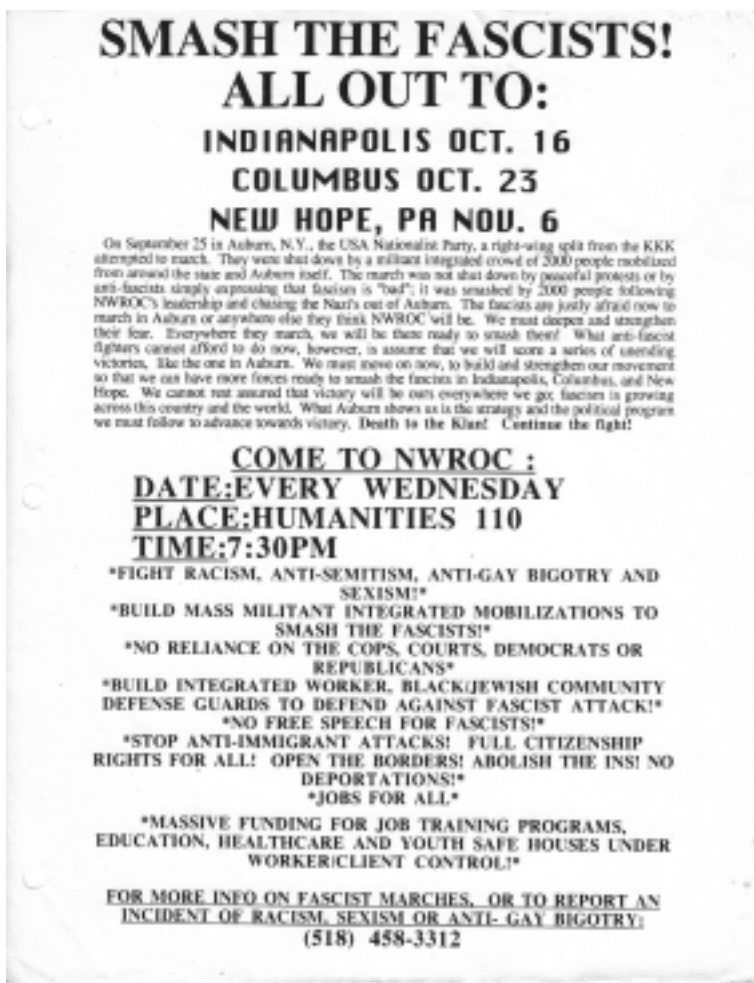 SMASH THE FASCISTS!
ALL OUT TO:
INDIANAPOLIS OCT. 16
COLUMBUS OCT. 23
NEW HOPE, PA NOV. 6
On September 25 in Auburn, N.Y., the USA Nationalist Party, a right-wing split from the KKK
attempted to march. They were shut down by a militant integrated crowd of 2000 people mobilized
from around the state and Auburn itself. The march was not shut down by peaceful protests or by
anti-fascists simply expressing that fascism is "bad"; it was smashed by 2000 people following
NWROC's leadership and chasing the Nazi's out of Auburn. The fascists are justly afraid now to
march in Auburn or anywhere else they think NWROC will be. We must deepen and strengthen
their fear. Everywhere they march, we will be there ready to smash them! What anti-fascist
fighters cannot afford to do now, however, is assume that we will score a series of unending
victories, like the one in Auburn. We must move on now, to build and strengthen our movement
so that we can have more forces ready to smash the fascists in Indianapolis, Columbus, and New
Hope. We cannot rest assured that victory will be ours everywhere we go; fascism is growing
across this country and the world. What Auburn shows us is the strategy and the political program
we must follow to advance towards victory. Death to the Klan! Continue the fight!
COME TO NWROC :
DATE:EVERY WEDNESDAY
PLACE:HUMANITIES 110
TIME:7:30PM
*FIGHT RACISM, ANTI-SEMITISM, ANTI-GAY BIGOTRY AND
SEXISM!*
*BUILD MASS MILITANT INTEGRATED MOBILIZATIONS TO
SMASH THE FASCISTS!*
*NO RELIANCE ON THE COPS, COURTS, DEMOCRATS OR
REPUBLICANS*
*BUILD INTEGRATED WORKER, BLACK/JEWISH COMMUNITY
DEFENSE GUARDS TO DEFEND AGAINST FASCIST ATTACK!*
*NO FREE SPEECH FOR FASCISTS!*
*STOP ANTI-IMMIGRANT ATTACKS! FULL CITIZENSHIP
RIGHTS FOR ALL! OPEN THE BORDERS! ABOLISH THE INS! NO
DEPORTATIONS!*
*JOBS FOR ALL*
*MASSIVE FUNDING FOR JOB TRAINING PROGRAMS,
EDUCATION, HEALTHCARE AND YOUTH SAFE HOUSES UNDER
WORKER/CLIENT CONTROL!*
FOR MORE INFO ON FASCIST MARCHES, OR TO REPORT AN
INCIDENT OF RACISM, SEXISM OR ANTI- GAY BIGOTRY:
(518) 458-3312